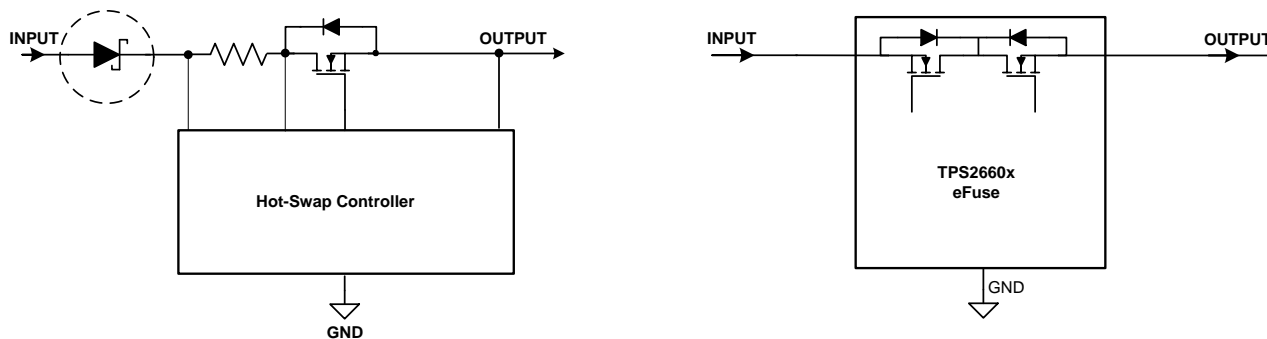 INPUT
OUTPUT
Hot-Swap Controller
GND
INPUT
OUTPUT
TPS2660x
eFuse
GND